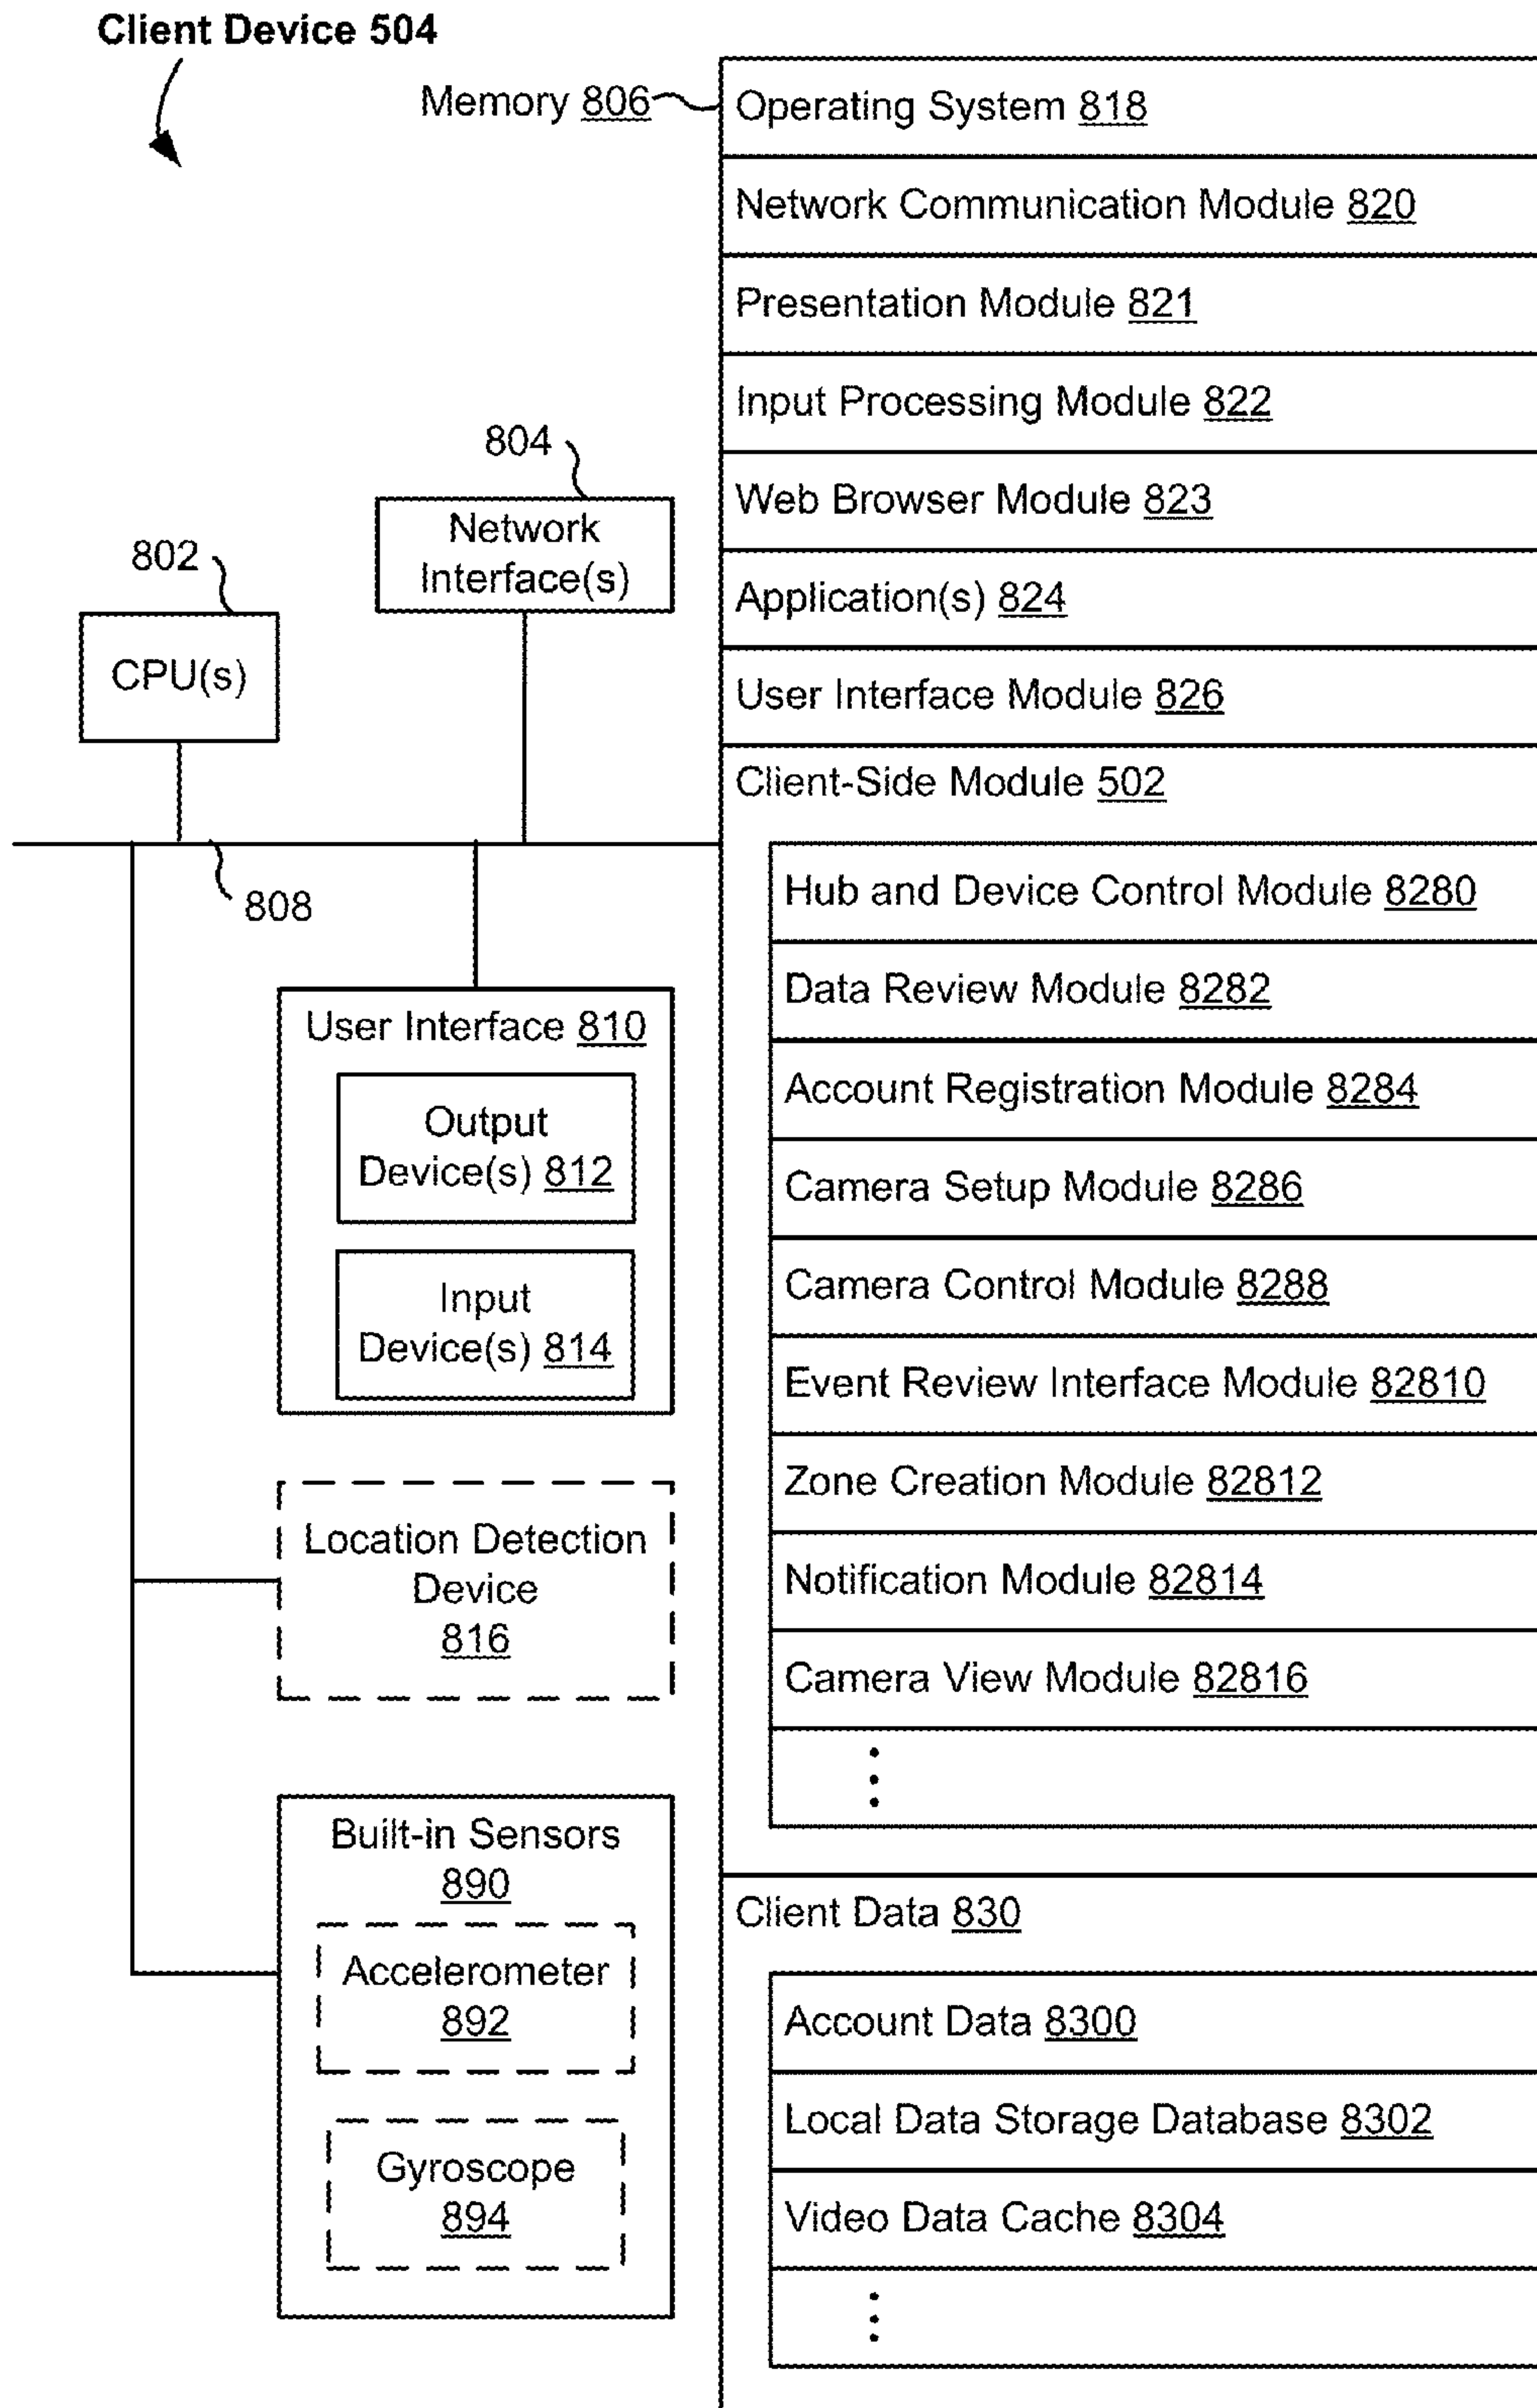 Client Device 504
Memory 806
Operating System 818
Network Communication Module 820
Presentation Module 821
Input Processing Module 822
Web Browser Module 823
Application(s) 824
User Interface Module 826
Client-Side Module 502
Hub and Device Control Module 8280
Data Review Module 8282
Account Registration Module 8284
Camera Setup Module 8286
Camera Control Module 8288
Event Review Interface Module 82810
Zone Creation Module 82812
Notification Module 82814
Camera View Module 82816
Client Data 830
Account Data 8300
Local Data Storage Database 8302
Video Data Cache 8304
804
Network
Interface(s)
802
CPU(s)
808
User Interface 810
Output
Device(s) 812
Input
Device(s) 814
Location Detection
Device
816
Built-in Sensors
890
Accelerometer
892
Gyroscope
894